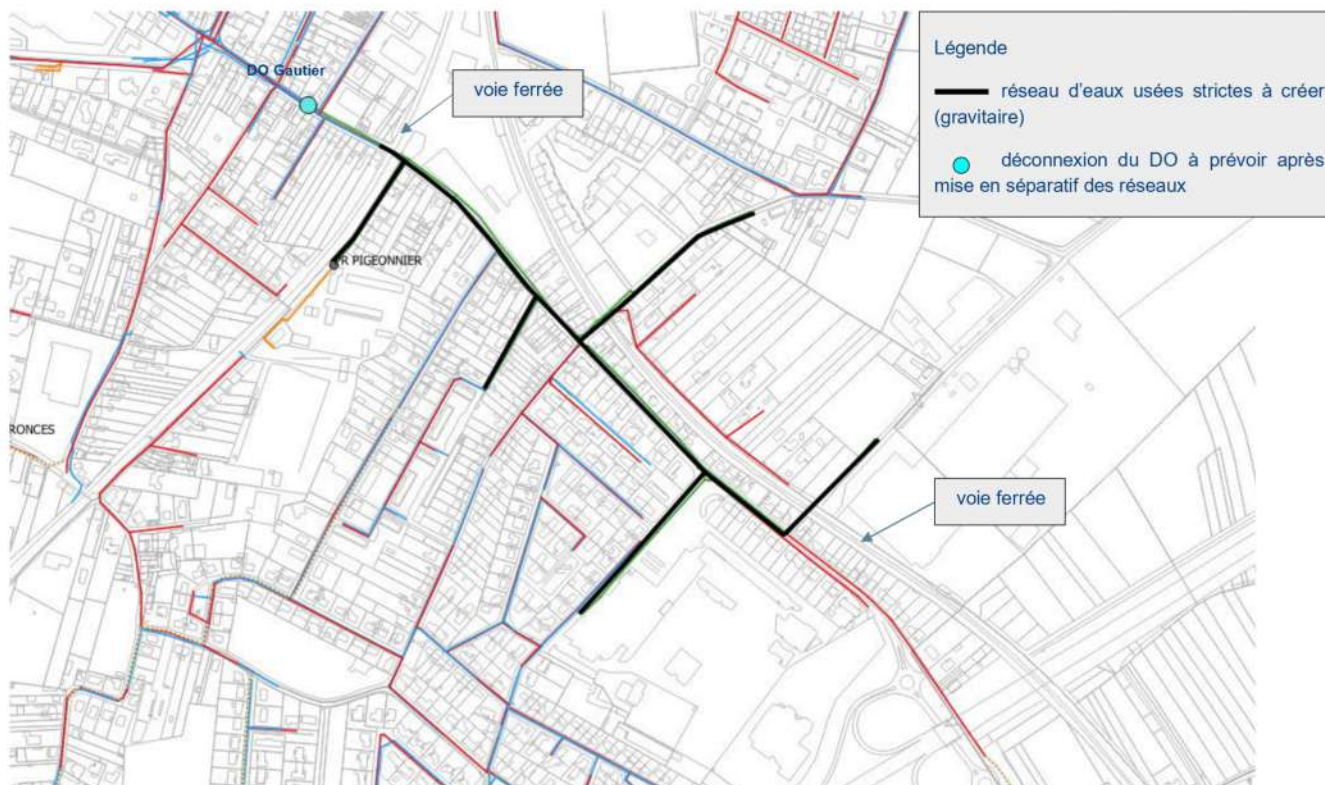 DO Gautier
voie ferrée
Légende
réseau d'eaux usées strictes à créer
(gravitaire)
déconnexion du DO à prévoir après
mise en séparatif des réseaux
R PIGEONNIER
RONCES
voie ferrée